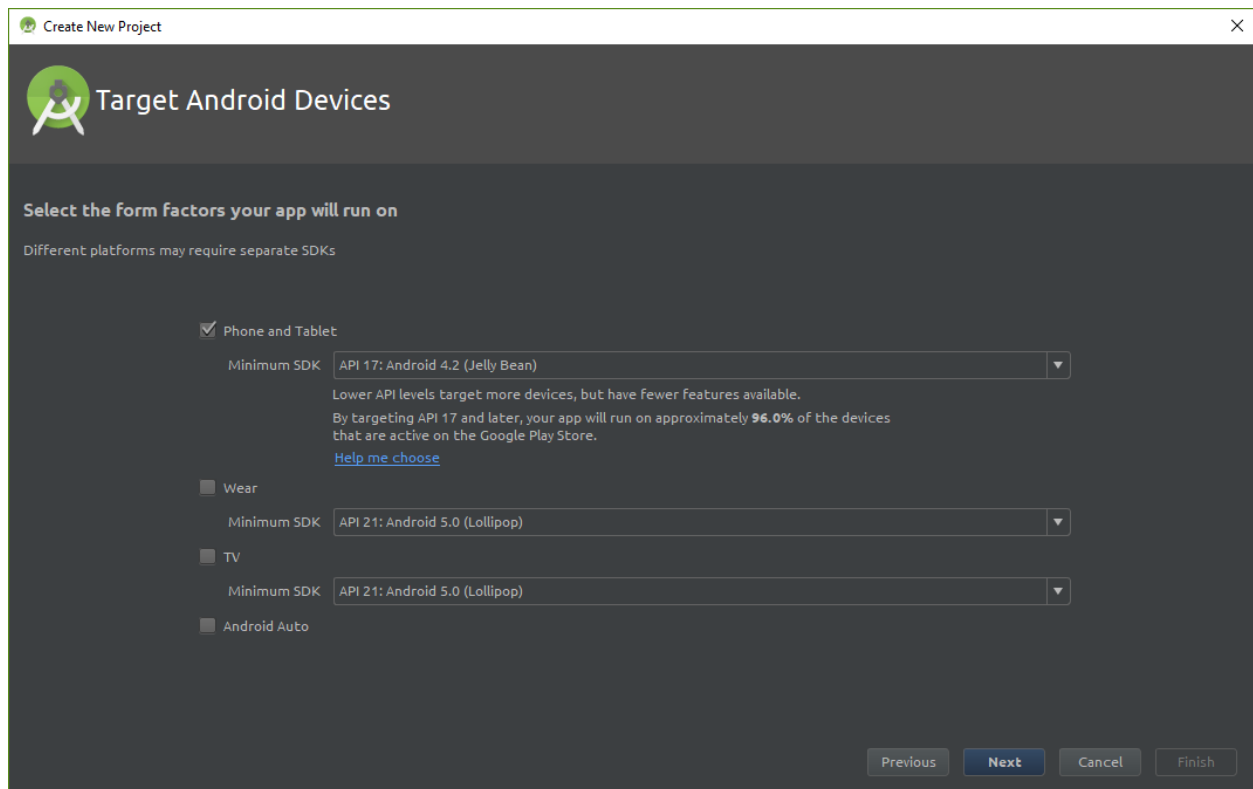 Create New Project
Target Android Devices
Select the form factors your app will run on
Different platforms may require separate SDKs
Phone and Tablet
Minimum SDK API 17: Android 4.2 (Jelly Bean)
Lower API levels target more devices, but have fewer features available.
By targeting API 17 and later, your app will run on approximately 96.0% of the devices
that are active on the Google Play Store.
Help me choose
Wear
Minimum SDK API 21: Android 5.0 (Lollipop)
TV
Minimum SDK API 21: Android 5.0 (Lollipop)
Android Auto
Previous Next Cancel Finish